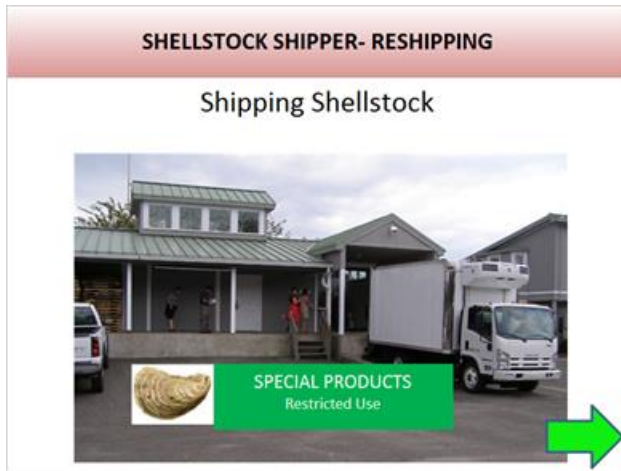 SHELLSTOCK SHIPPER- RESHIPPING
Shipping Shellstock
SPECIAL PRODUCTS
Restricted Use